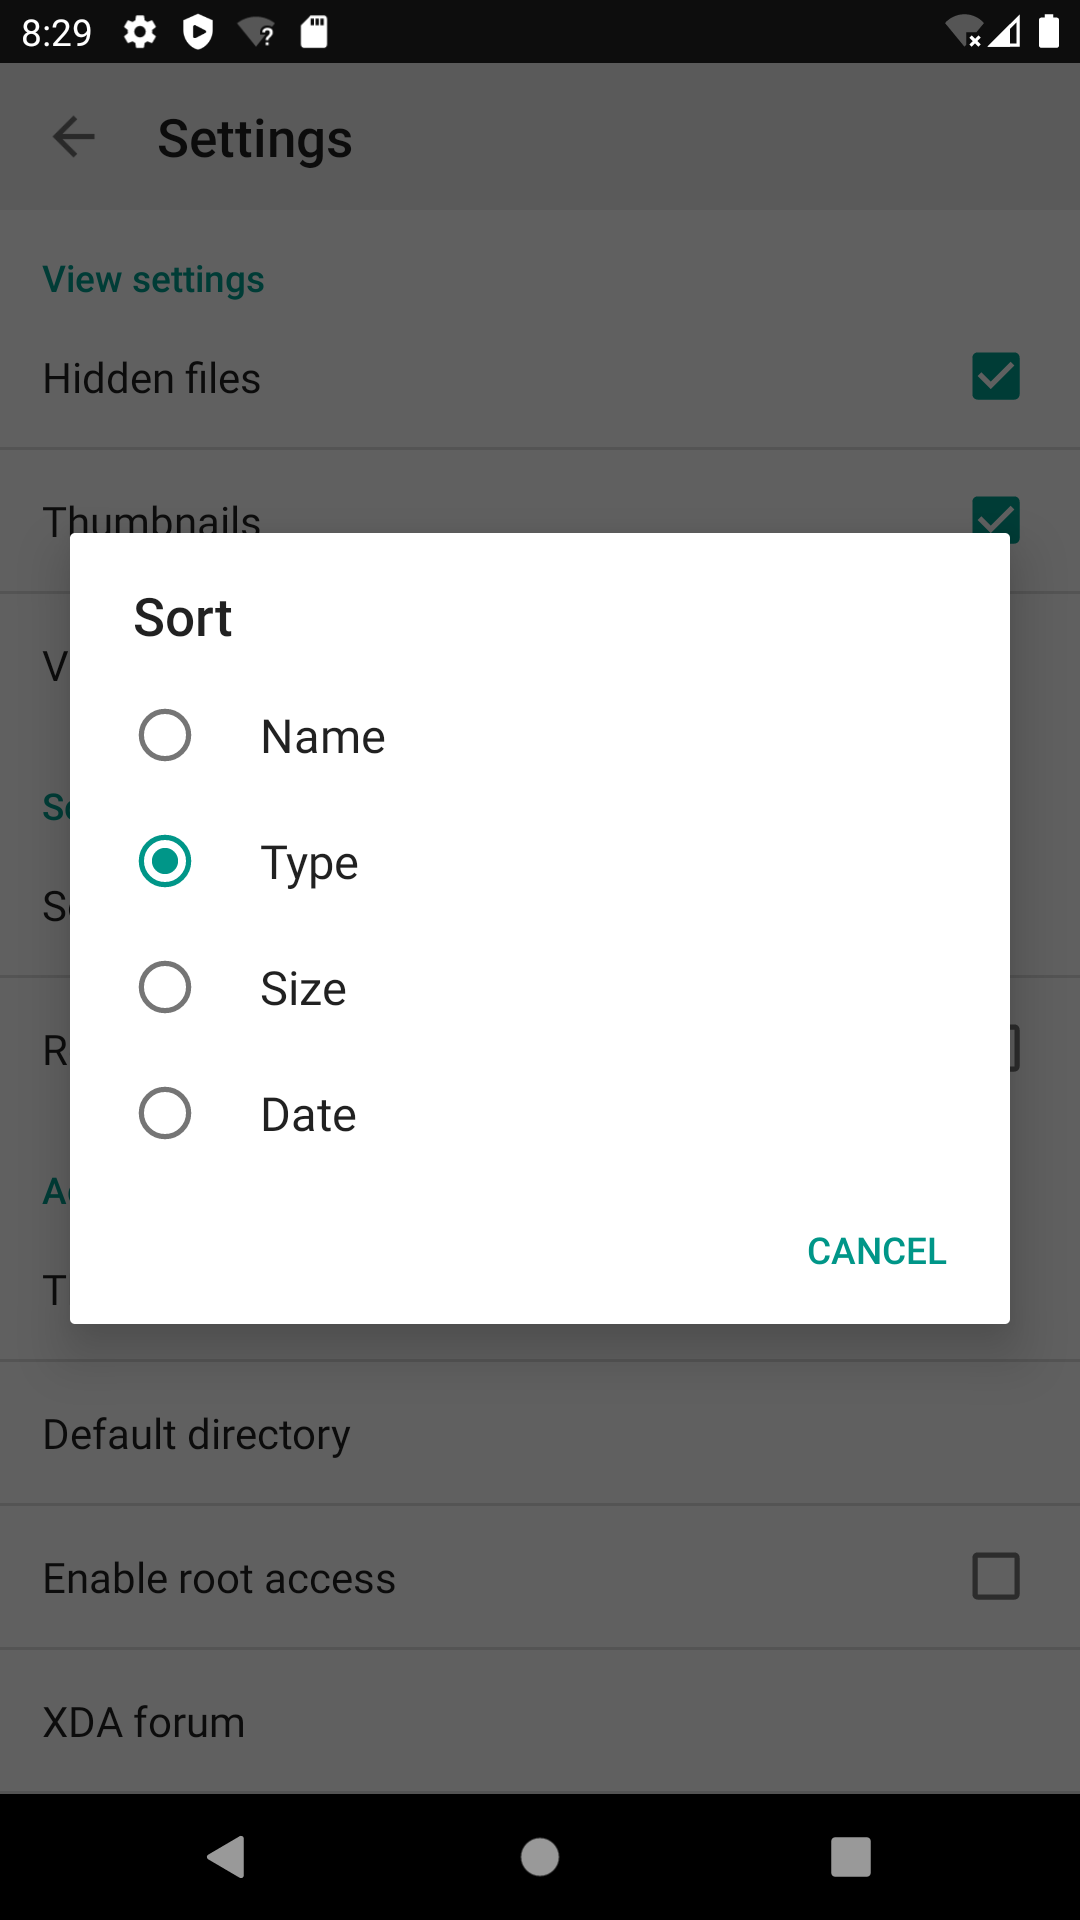 8:29
Settings
View settings
Hidden files
Thumbnails
Sort
Name
Type
Size
Date
CANCEL
Default directory
Enable root access
XDA forum